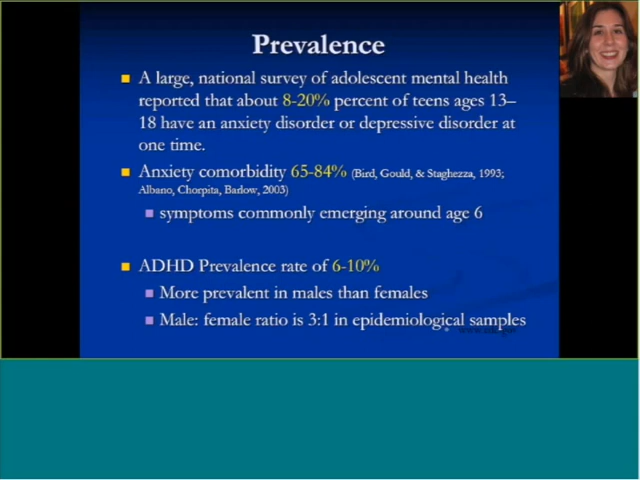 Prevalence
A large, national survey of adolescent mental health
reported that about 8-20% percent of teens ages 13–
18 have an anxiety disorder or depressive disorder at
one time.
Anxiety comorbidity 65-84% (Bird, Gould, & Staghezza, 1993;
Albano, Chorpita, Barlow, 2003)
symptoms commonly emerging around age 6
ADHD Prevalence rate of 6-10%
More prevalent in males than females
Male: female ratio is 3:1 in epidemiological samples